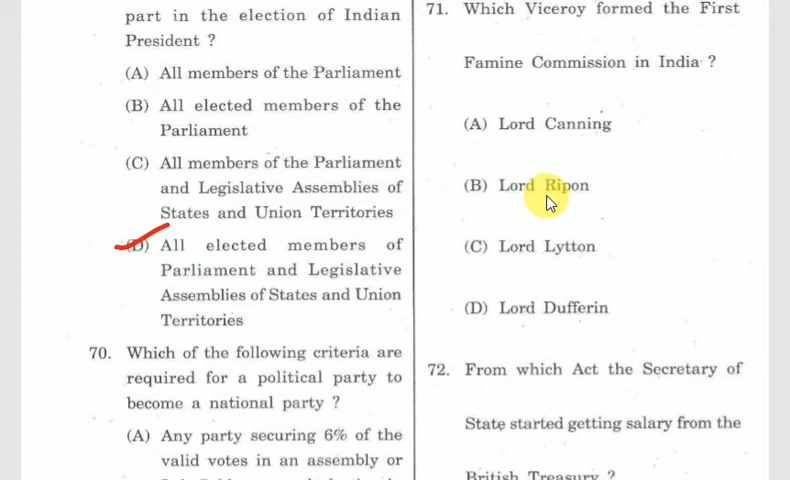 part in the election of Indian
President ?
(A) All members of the Parliament
(B) All elected members of the
Parliament
(C) All members of the Parliament
and Legislative Assemblies of
States and Union Territories
(D) All elected members of
Parliament and Legislative
Assemblies of States and Union
Territories
70. Which of the following criteria are
required for a political party to
become a national party ?
(A) Any party securing 6% of the
valid votes in an assembly or
71. Which Viceroy formed the First
Famine Commission in India ?
(A) Lord Canning
(B) Lord Ripon
(C) Lord Lytton
(D) Lord Dufferin
72. From which Act the Secretary of
State started getting salary from the
British Treasury ?